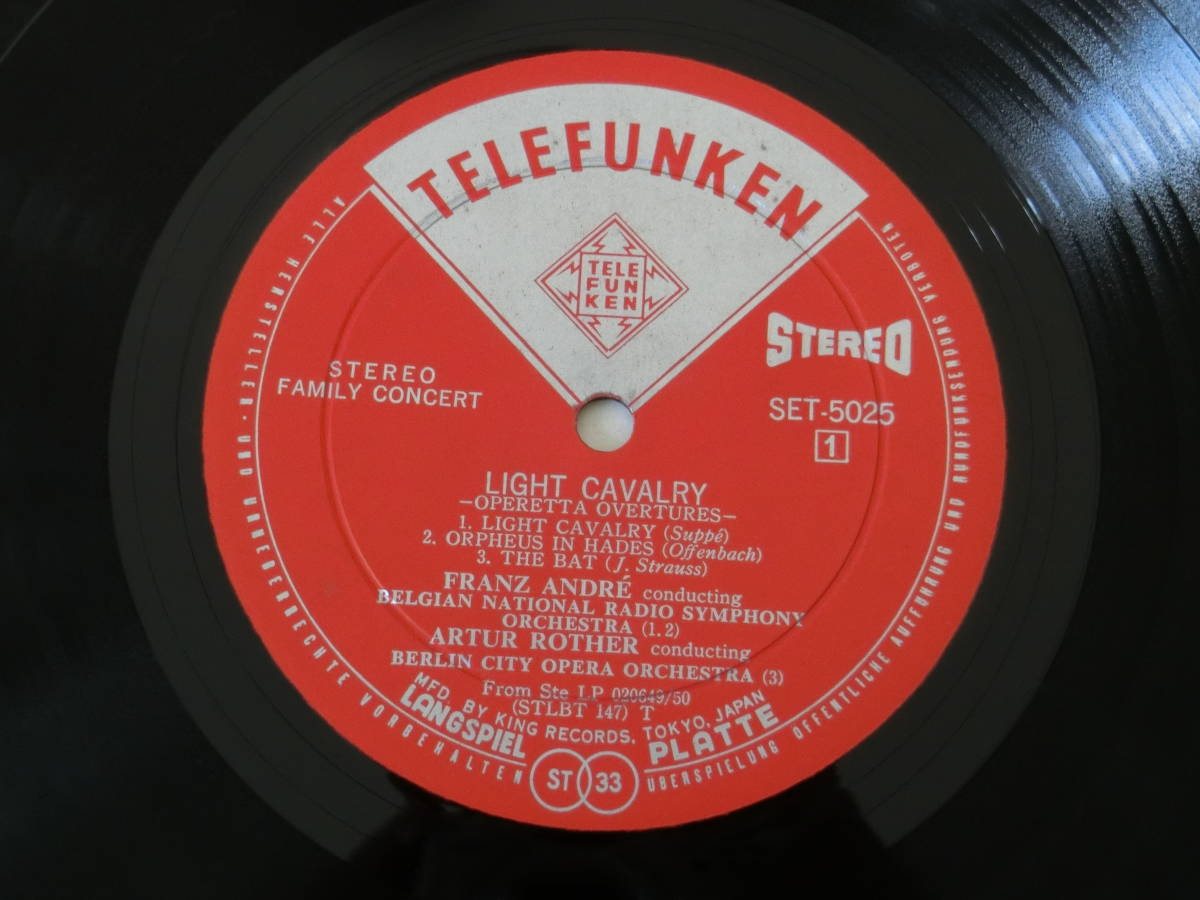 TELEFUNKEN
TELE
FUN
KEN
STEREO
FAMILY CONCERT
STEREO
SET-5025
1
LIGHT CAVALRY
—OPERETTA OVERTURES—
1. LIGHT CAVALRY (Suppé)
2. ORPHEUS IN HADES (Offenbach)
3. THE BAT (J. Strauss)
FRANZ ANDRÉ conducting
BELGIAN NATIONAL RADIO SYMPHONY
ORCHESTRA (1. 2)
ARTUR ROTHER conducting
BERLIN CITY OPERA ORCHESTRA (3)
From Ste LP 020649/50
(STLBT 147) T
MFD. BY KING RECORDS. TOKYO. JAPAN
LANGSPIEL PLATTE
ST 33
ALLE HERSTELLER- UND URHEBERRECHTE VORBEHALTEN
ÜBERSPIELUNG ÖFFENTLICHE AUFFÜHRUNG UND RUNDFUNKSENDUNG VERBOTEN